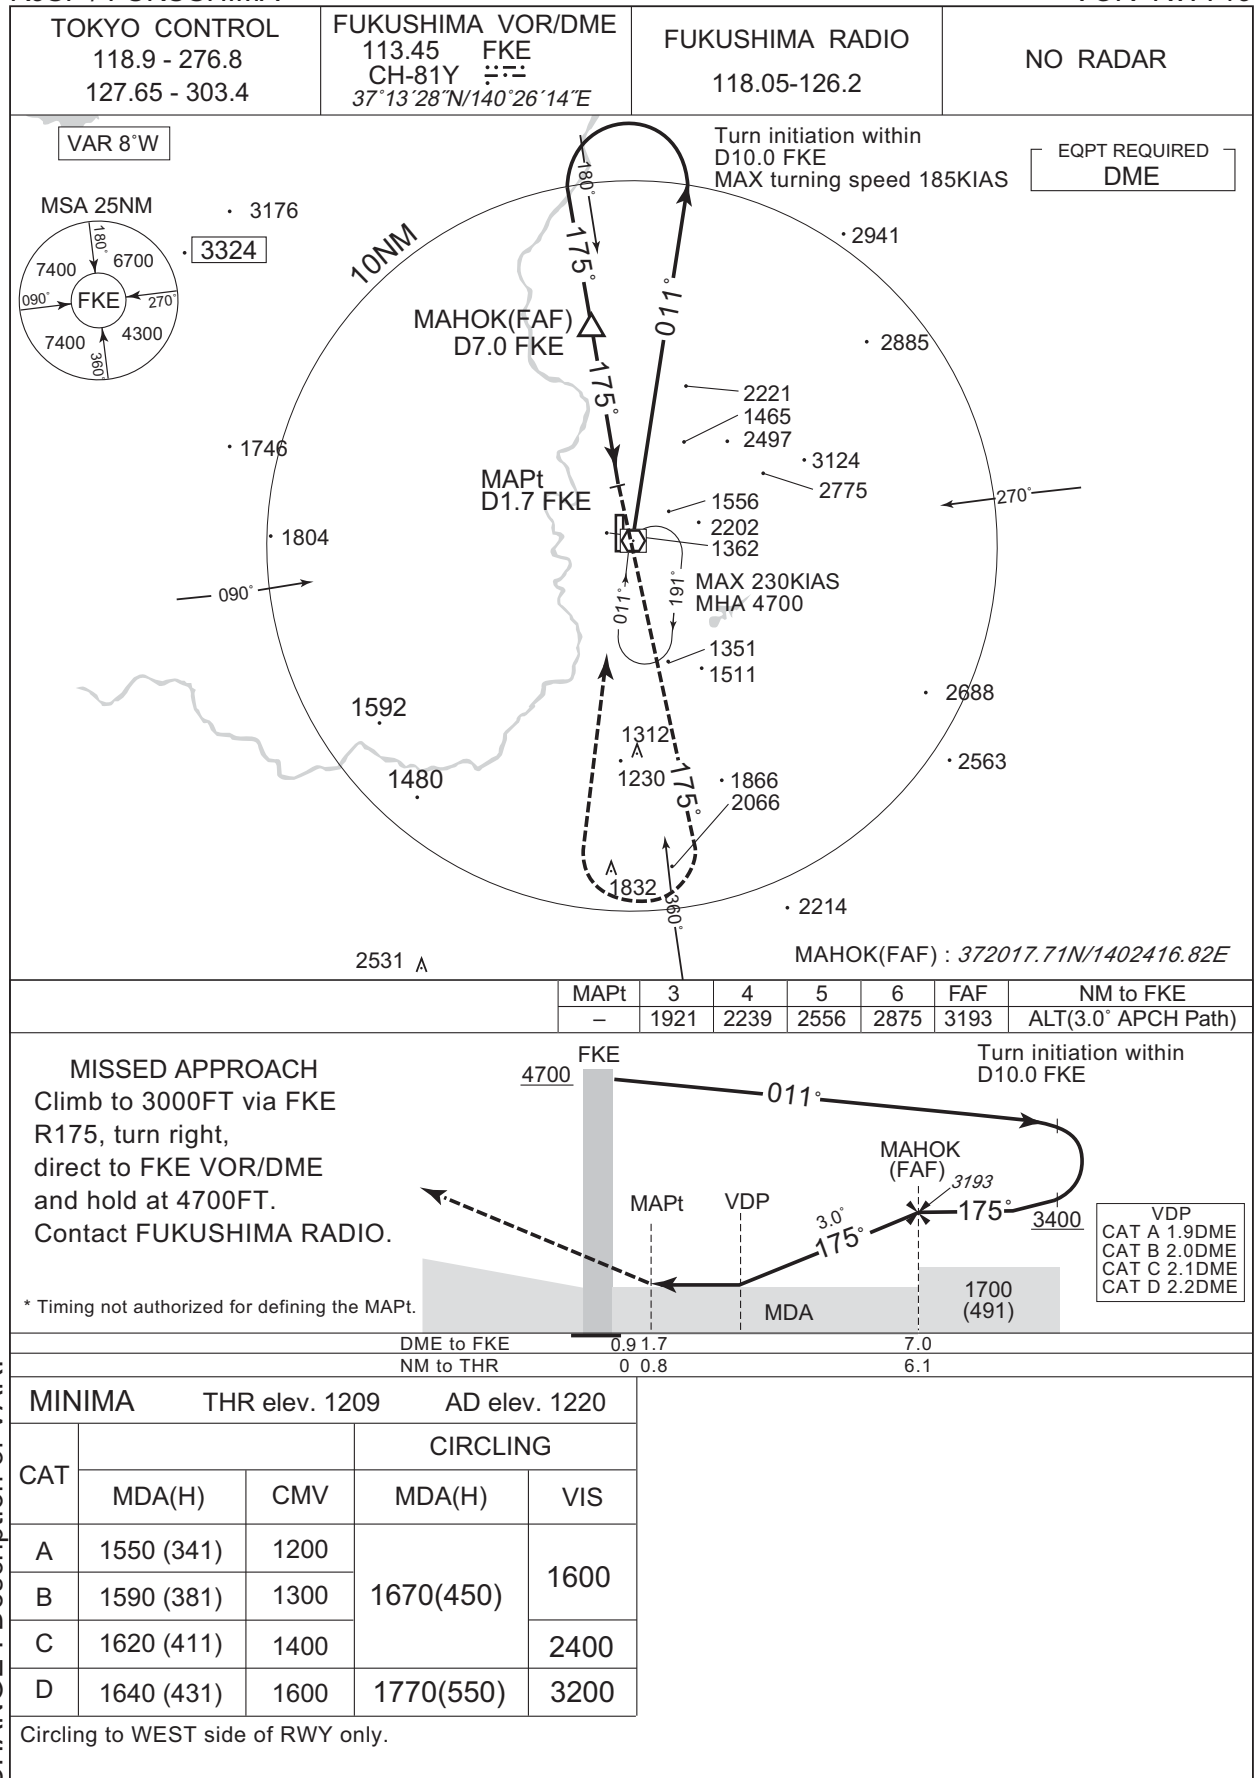 TOKYO CONTROL
118.9 - 276.8
127.65 - 303.4
FUKUSHIMA VOR/DME
113.45 FKE
CH-81Y
37°13´28˝N/140°26´14˝E
FUKUSHIMA RADIO
118.05-126.2
NO RADAR
VAR 8°W
Turn initiation within
D10.0 FKE
MAX turning speed 185KIAS
EQPT REQUIRED
DME
MSA 25NM
180°
7400
6700
090°
FKE
270°
7400
4300
360°
3176
3324
10NM
180°
175°
011°
2941
MAHOK(FAF)
D7.0 FKE
2885
175°
2221
1465
2497
1746
3124
MAPt
D1.7 FKE
2775
270°
1556
2202
1804
1362
090°
011°
191°
MAX 230KIAS
MHA 4700
1351
1511
2688
1592
1312
2563
1480
1230
175°
1866
2066
1832
360°
2214
2531
MAHOK(FAF) : 372017.71N/1402416.82E
MAPt 3 4 5 6 FAF NM to FKE
– 1921 2239 2556 2875 3193 ALT(3.0° APCH Path)
MISSED APPROACH
Climb to 3000FT via FKE
R175, turn right,
direct to FKE VOR/DME
and hold at 4700FT.
Contact FUKUSHIMA RADIO.
* Timing not authorized for defining the MAPt.
FKE
4700
011°
Turn initiation within
D10.0 FKE
MAHOK
(FAF)
3193
MAPt
VDP
3.0°
175°
175°
3400
VDP
CAT A 1.9DME
CAT B 2.0DME
CAT C 2.1DME
CAT D 2.2DME
MDA
1700
(491)
DME to FKE 0.9 1.7 7.0
NM to THR 0 0.8 6.1
MINIMA THR elev. 1209 AD elev. 1220
CAT
CIRCLING
MDA(H) CMV MDA(H) VIS
A 1550 (341) 1200
B 1590 (381) 1300 1670(450) 1600
C 1620 (411) 1400 2400
D 1640 (431) 1600 1770(550) 3200
Circling to WEST side of RWY only.